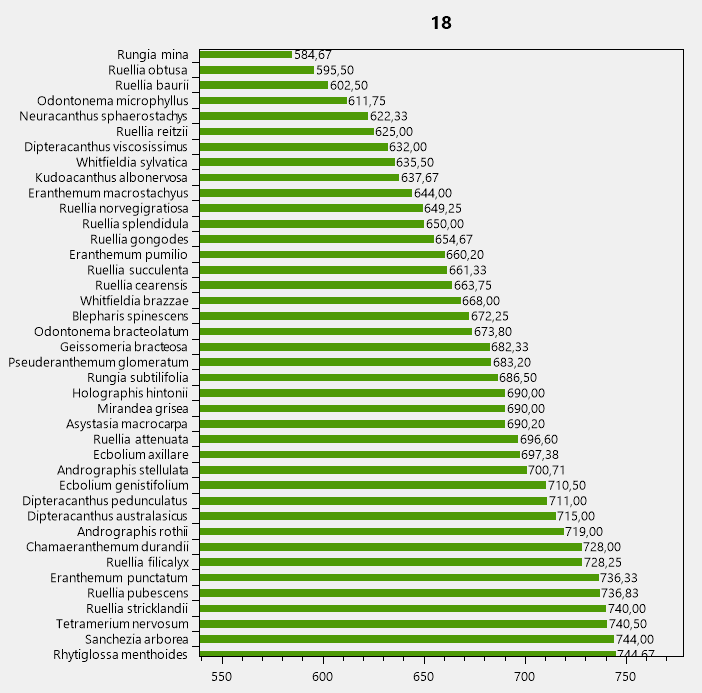 18
Rungia mina 584,67
Ruellia obtusa 595,50
Ruellia baurii 602,50
Odontonema microphyllus 611,75
Neuracanthus sphaerostachys 622,33
Ruellia reitzii 625,00
Dipteracanthus viscosissimus 632,00
Whitfieldia sylvatica 635,50
Kudoacanthus albonervosa 637,67
Eranthemum macrostachyus 644,00
Ruellia norvegigratiosa 649,25
Ruellia splendidula 650,00
Ruellia gongodes 654,67
Eranthemum pumilio 660,20
Ruellia succulenta 661,33
Ruellia cearensis 663,75
Whitfieldia brazzae 668,00
Blepharis spinescens 672,25
Odontonema bracteolatum 673,80
Geissomeria bracteosa 682,33
Pseuderanthemum glomeratum 683,20
Rungia subtilifolia 686,50
Holographis hintonii 690,00
Mirandea grisea 690,00
Asystasia macrocarpa 690,20
Ruellia attenuata 696,60
Ecbolium axillare 697,38
Andrographis stellulata 700,71
Ecbolium genistifolium 710,50
Dipteracanthus pedunculatus 711,00
Dipteracanthus australasicus 715,00
Andrographis rothii 719,00
Chamaeranthemum durandii 728,00
Ruellia filicalyx 728,25
Eranthemum punctatum 736,33
Ruellia pubescens 736,83
Ruellia stricklandii 740,00
Tetramerium nervosum 740,50
Sanchezia arborea 744,00
Rhytiglossa menthoides 744,67
550 600 650 700 750